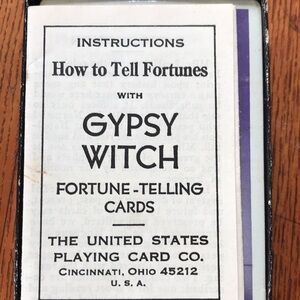 INSTRUCTIONS
How to Tell Fortunes
WITH
GYPSY
WITCH
FORTUNE-TELLING
CARDS
THE UNITED STATES
PLAYING CARD CO.
CINCINNATI, OHIO 45212
U. S. A.